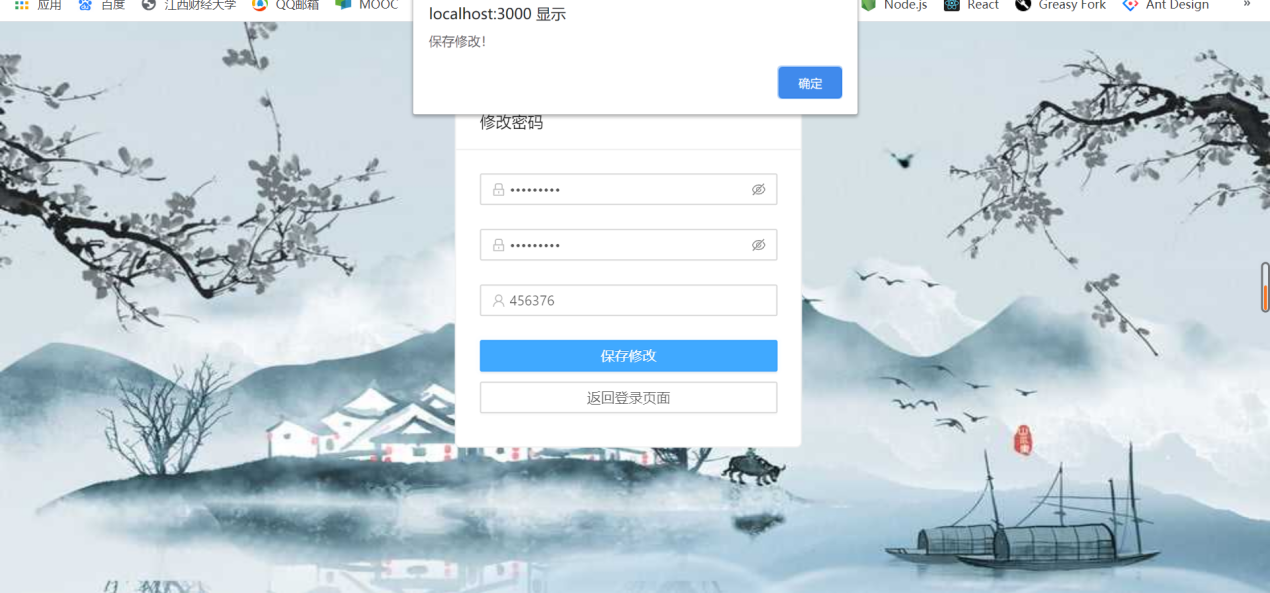 应用 百度 江西财经大学 QQ邮箱 MOOC Node.js React Greasy Fork Ant Design »
localhost:3000 显示
保存修改!
确定
修改密码
•••••••••
•••••••••
456376
保存修改
返回登录页面